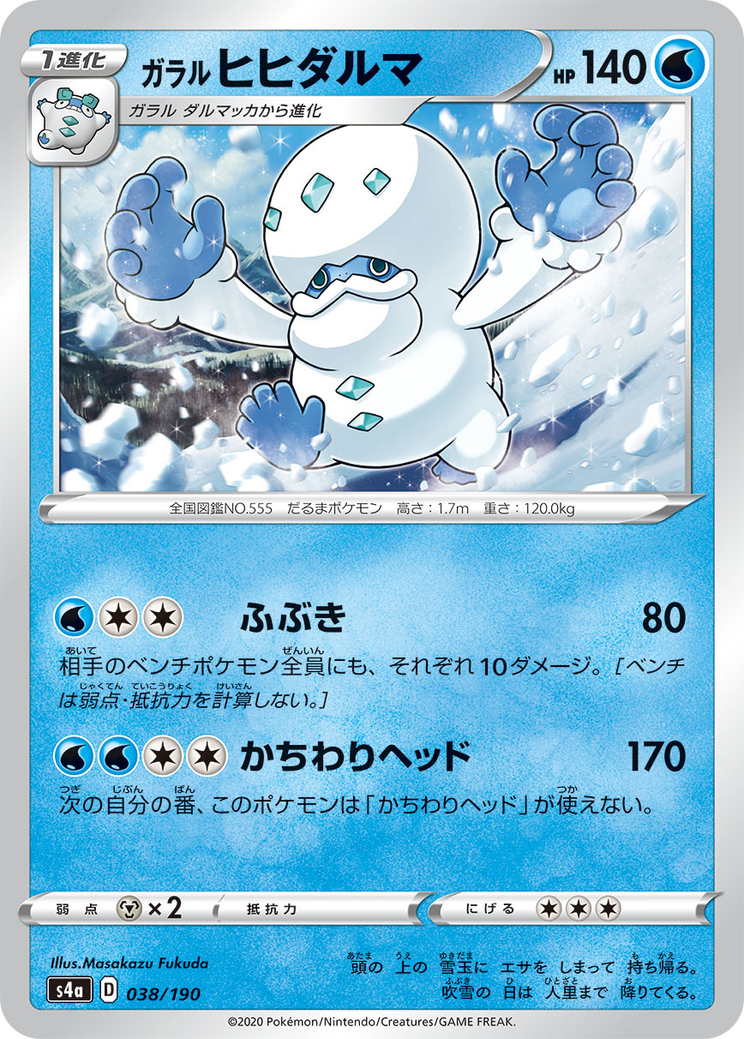 1進化
ガラル ヒヒダルマ HP 140
ガラル ダルマッカから進化
全国図鑑NO.555 だるまポケモン 高さ：1.7m 重さ：120.0kg
ふぶき 80
相手のベンチポケモン全員にも、それぞれ10ダメージ。［ベンチ
は弱点・抵抗力を計算しない。］
かちわりヘッド 170
次の自分の番、このポケモンは「かちわりヘッド」が使えない。
弱点 ×2 抵抗力 にげる
Illus.Masakazu Fukuda
頭の 上の 雪玉に エサを しまって 持ち帰る。
吹雪の 日は 人里まで 降りてくる。
s4a D 038/190
©2020 Pokémon/Nintendo/Creatures/GAME FREAK.